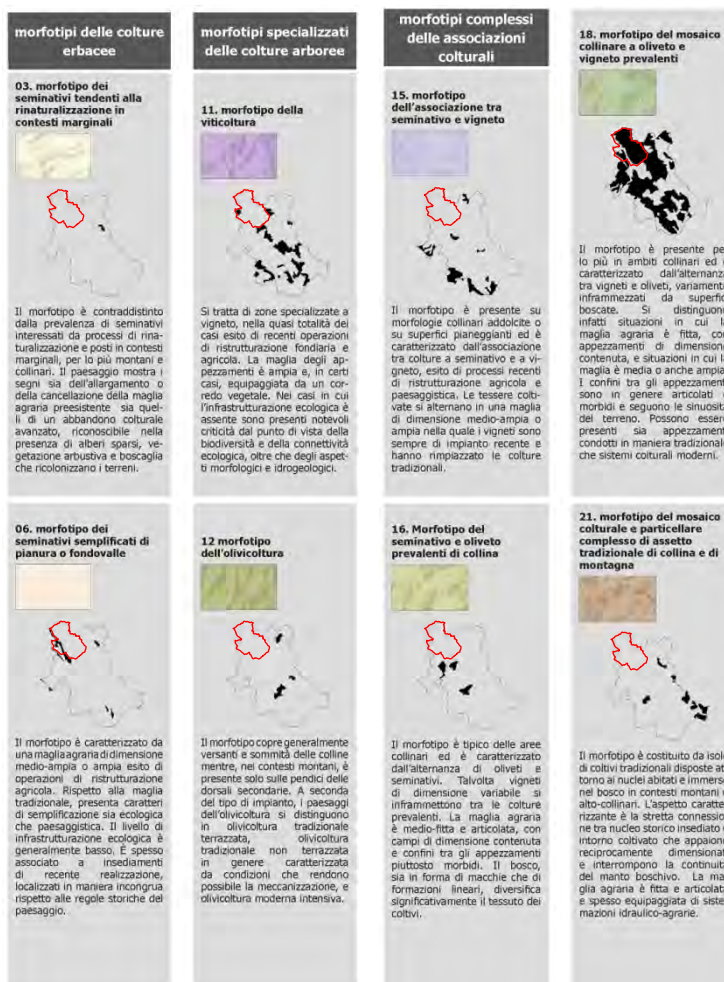 morfotipi delle colture
erbacee
03. morfotipo dei
seminativi tendenti alla
rinaturalizzazione in
contesti marginali
Il morfotipo è contraddistinto
dalla prevalenza di seminativi
interessati da processi di rina-
turalizzazione e posti in contesti
marginali, per lo più montani e
collinari. Il paesaggio mostra i
segni sia dell'allargamento o
della cancellazione della maglia
agraria preesistente sia quel-
li di un abbandono colturale
avanzato, riconoscibile nella
presenza di alberi sparsi, ve-
getazione arbustiva e boscaglia
che ricolonizzano i terreni.
06. morfotipo dei
seminativi semplificati di
pianura o fondovalle
Il morfotipo è caratterizzato da
una maglia agraria di dimensione
medio-ampia o ampia esito di
operazioni di ristrutturazione
agricola. Rispetto alla maglia
tradizionale, presenta caratteri
di semplificazione sia ecologica
che paesaggistica. Il livello di
infrastrutturazione ecologica è
generalmente basso. È spesso
associato a insediamenti
di recente realizzazione,
localizzati in maniera incongrua
rispetto alle regole storiche del
paesaggio.
morfotipi specializzati
delle colture arboree
11. morfotipo della
viticoltura
Si tratta di zone specializzate a
vigneto, nella quasi totalità dei
casi esito di recenti operazioni
di ristrutturazione fondiaria e
agricola. La maglia degli ap-
pezzamenti è ampia e, in certi
casi, equipaggiata da un cor-
redo vegetale. Nei casi in cui
l'infrastrutturazione ecologica è
assente sono presenti notevoli
criticità dal punto di vista della
biodiversità e della connettività
ecologica, oltre che degli aspet-
ti morfologici e idrogeologici.
12 morfotipo
dell'olivicoltura
Il morfotipo copre generalmente
versanti e sommità delle colline
mentre, nei contesti montani, è
presente solo sulle pendici delle
dorsali secondarie. A seconda
del tipo di impianto, i paesaggi
dell'olivicoltura si distinguono
in olivicoltura tradizionale
terrazzata, olivicoltura
tradizionale non terrazzata
in genere caratterizzata
da condizioni che rendono
possibile la meccanizzazione, e
olivicoltura moderna intensiva.
morfotipi complessi
delle associazioni
colturali
15. morfotipo
dell'associazione tra
seminativo e vigneto
Il morfotipo è presente su
morfologie collinari addolcite o
su superfici pianeggianti ed è
caratterizzato dall'associazione
tra colture a seminativo e a vi-
gneto, esito di processi recenti
di ristrutturazione agricola e
paesaggistica. Le tessere colti-
vate si alternano in una maglia
di dimensione medio-ampia o
ampia nella quale i vigneti sono
sempre di impianto recente e
hanno rimpiazzato le colture
tradizionali.
16. Morfotipo del
seminativo e oliveto
prevalenti di collina
Il morfotipo è tipico delle aree
collinari ed è caratterizzato
dall'alternanza di oliveti e
seminativi. Talvolta vigneti
di dimensione variabile si
inframmettono tra le colture
prevalenti. La maglia agraria
è medio-fitta e articolata, con
campi di dimensione contenuta
e confini tra gli appezzamenti
piuttosto morbidi. Il bosco,
sia in forma di macchie che di
formazioni lineari, diversifica
significativamente il tessuto dei
coltivi.
18. morfotipo del mosaico
collinare a oliveto e
vigneto prevalenti
Il morfotipo è presente per
lo più in ambiti collinari ed
caratterizzato dall'alternanza
tra vigneti e oliveti, variamente
inframmezzati da superfic
boscate. Si distinguono
infatti situazioni in cui la
maglia agraria è fitta, con
appezzamenti di dimensione
contenuta, e situazioni in cui la
maglia è media o anche ampia.
I confini tra gli appezzament
sono in genere articolati
morbidi e seguono le sinuosità
del terreno. Possono essere
presenti sia appezzament
condotti in maniera tradizionale
che sistemi colturali moderni.
21. morfotipo del mosaico
colturale e particellare
complesso di assetto
tradizionale di collina e di
montagna
Il morfotipo è costituito da isole
di coltivi tradizionali disposte at-
torno ai nuclei abitati e immerse
nel bosco in contesti montani
alto-collinari. L'aspetto caratte-
rizzante è la stretta connessio-
ne tra nucleo storico insediato
intorno coltivato che appaiono
reciprocamente dimensionat
e interrompono la continuità
del manto boschivo. La ma-
glia agraria è fitta e articolata
e spesso equipaggiata di siste-
mazioni idraulico-agrarie.